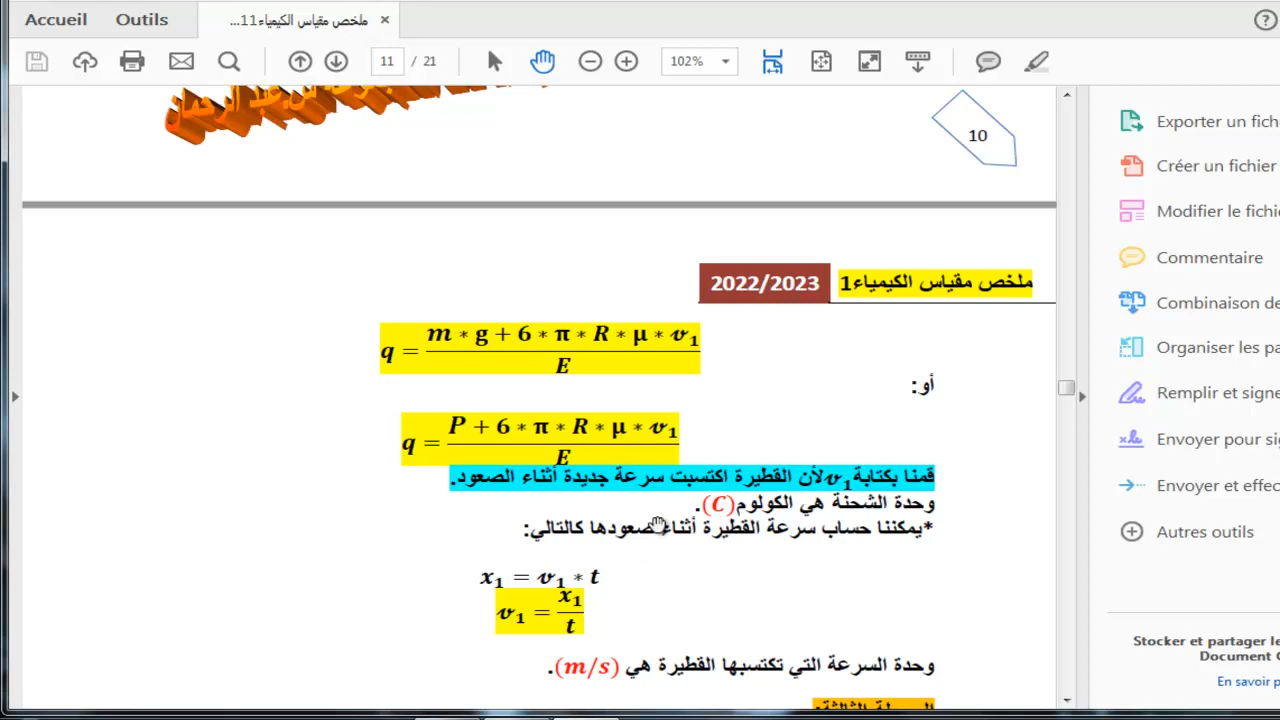 Accueil Outils ملخص مقياس الكيمياء11... ×
11 / 21 102%
عبد الرحمان
10
ملخص مقياس الكيمياء1 2022/2023
q = (m * g + 6 * π * R * μ * v₁) / E
أو:
q = (P + 6 * π * R * μ * v₁) / E
قمنا بكتابة v₁ لأن القطيرة اكتسبت سرعة جديدة أثناء الصعود.
وحدة الشحنة هي الكولوم(C).
*يمكننا حساب سرعة القطيرة أثناء صعودها كالتالي:
x₁ = v₁ * t
v₁ = x₁ / t
وحدة السرعة التي تكتسبها القطيرة هي (m/s).
Exporter un fich
Créer un fichier
Modifier le fichi
Commentaire
Combinaison de
Organiser les pa
Remplir et signe
Envoyer pour si
Envoyer et effec
Autres outils
Stocker et partager le
Document C
En savoir p